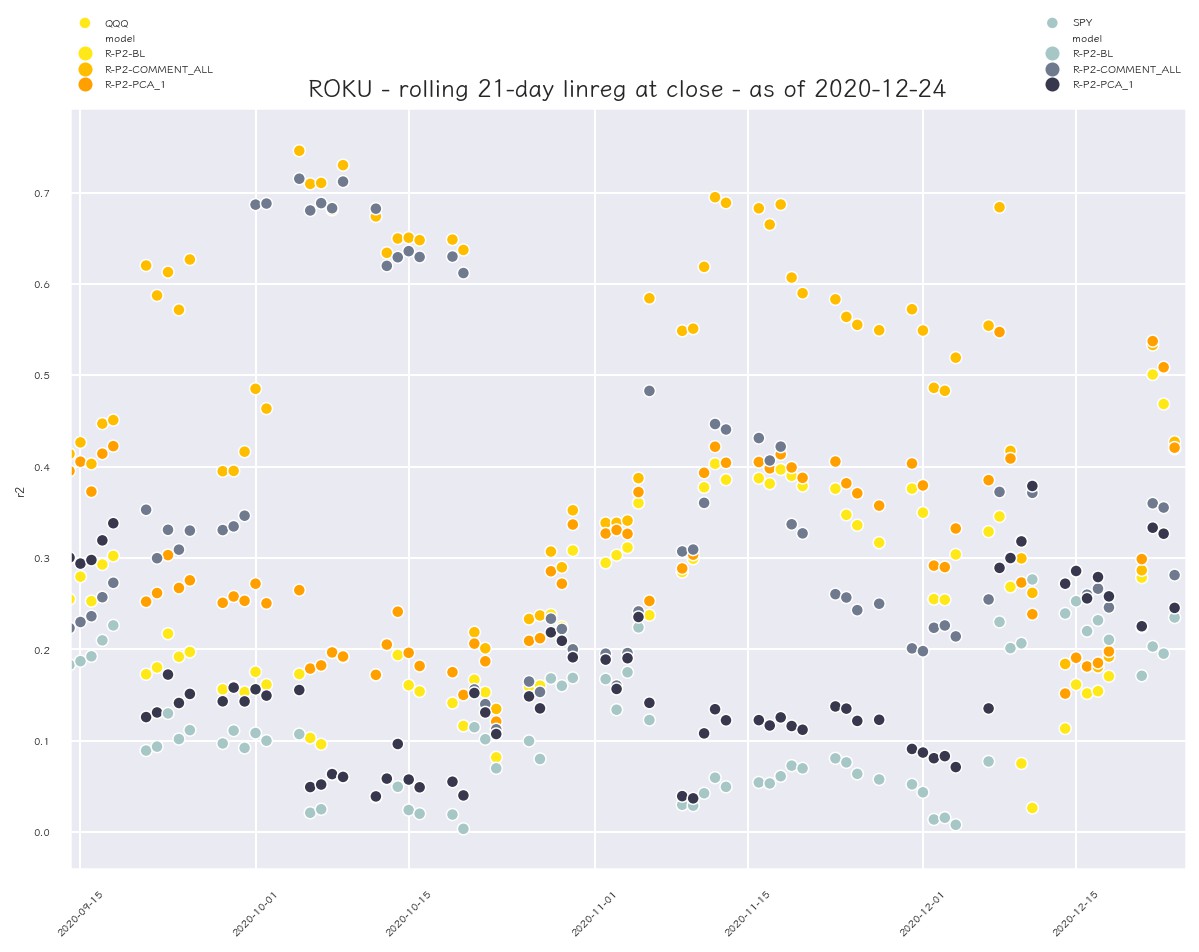 QQQ
model
R-P2-BL
R-P2-COMMENT_ALL
R-P2-PCA_1
SPY
model
R-P2-BL
R-P2-COMMENT_ALL
R-P2-PCA_1
ROKU - rolling 21-day linreg at close - as of 2020-12-24
r2
0.7
0.6
0.5
0.4
0.3
0.2
0.1
0.0
2020-09-15
2020-10-01
2020-10-15
2020-11-01
2020-11-15
2020-12-01
2020-12-15